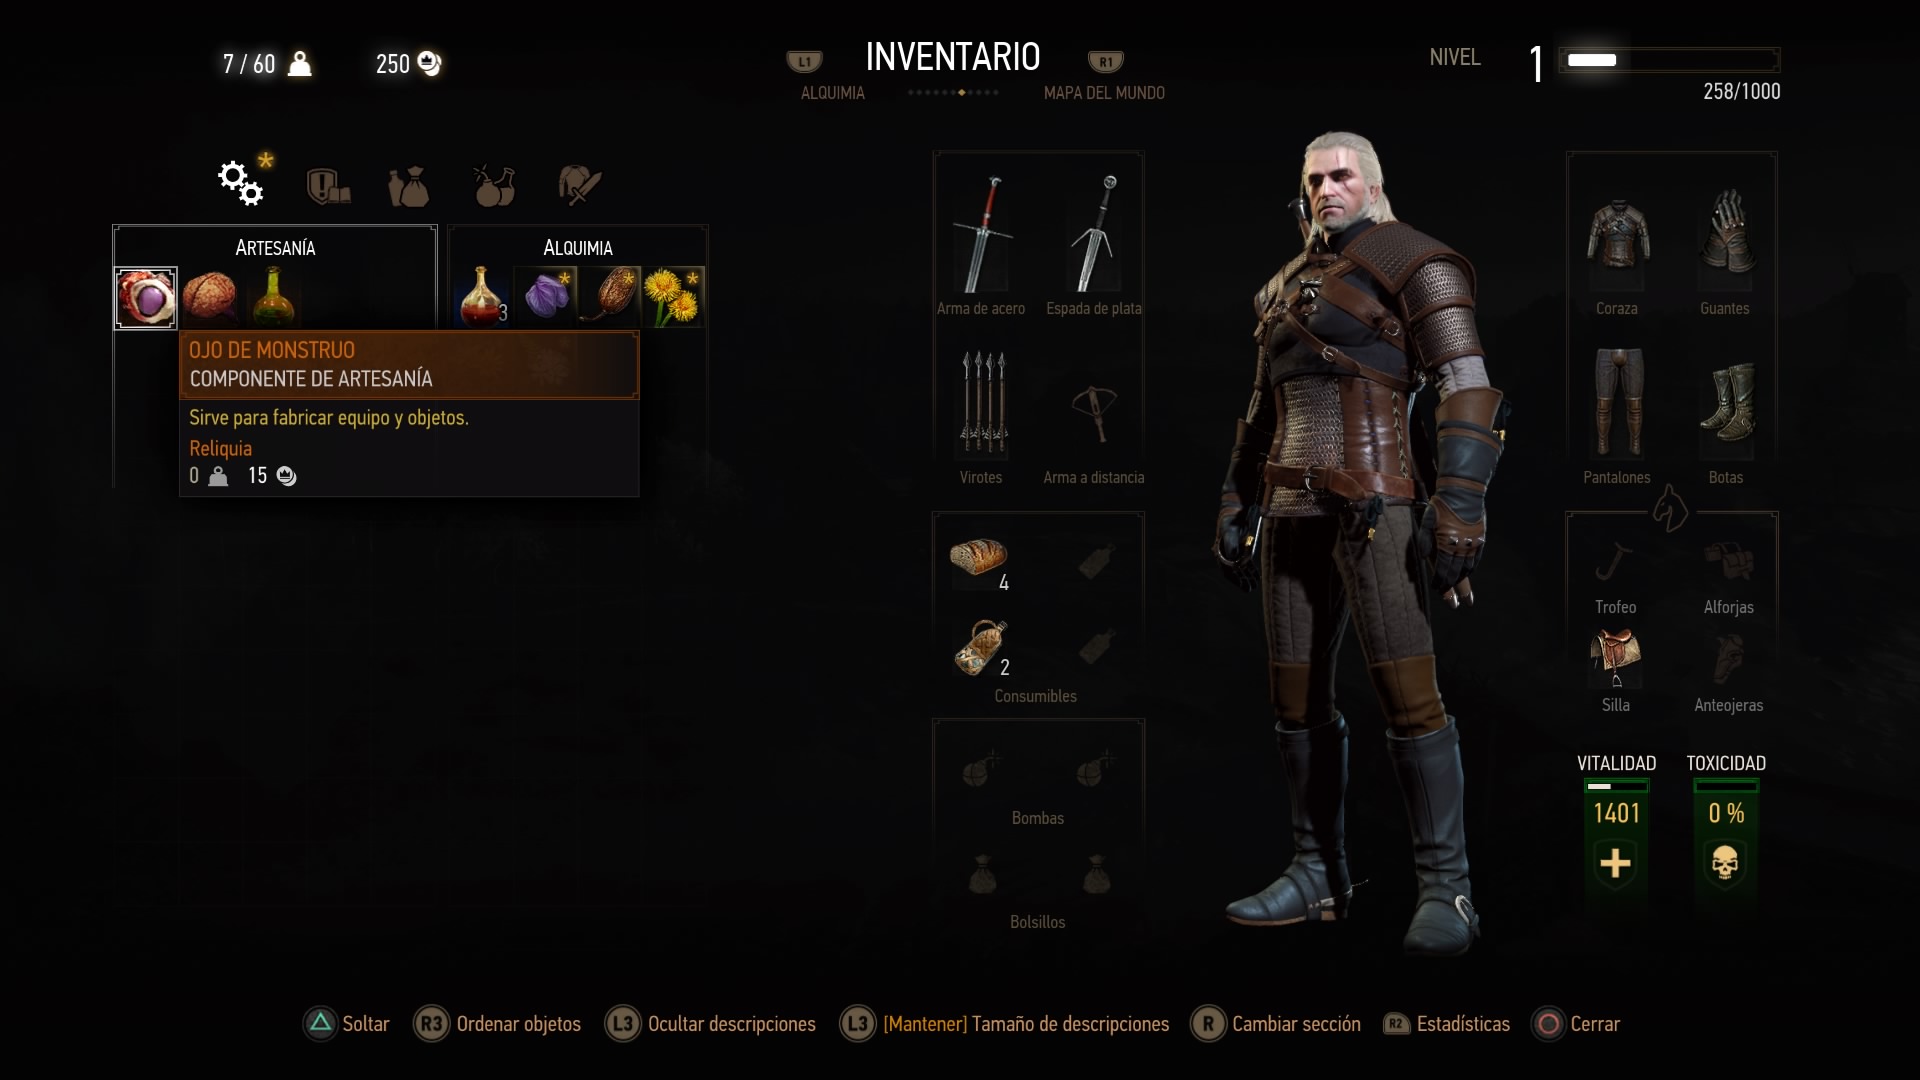 7 / 60
250
L1
INVENTARIO
R1
ALQUIMIA
MAPA DEL MUNDO
NIVEL
1
258/1000
ARTESANÍA
ALQUIMIA
3
OJO DE MONSTRUO
COMPONENTE DE ARTESANÍA
Sirve para fabricar equipo y objetos.
Reliquia
0
15
Arma de acero
Espada de plata
Virotes
Arma a distancia
4
2
Consumibles
Bombas
Bolsillos
Coraza
Guantes
Pantalones
Botas
Trofeo
Alforjas
Silla
Anteojeras
VITALIDAD
TOXICIDAD
1401
0 %
Soltar
R3 Ordenar objetos
L3 Ocultar descripciones
L3 [Mantener] Tamaño de descripciones
R Cambiar sección
R2 Estadísticas
Cerrar